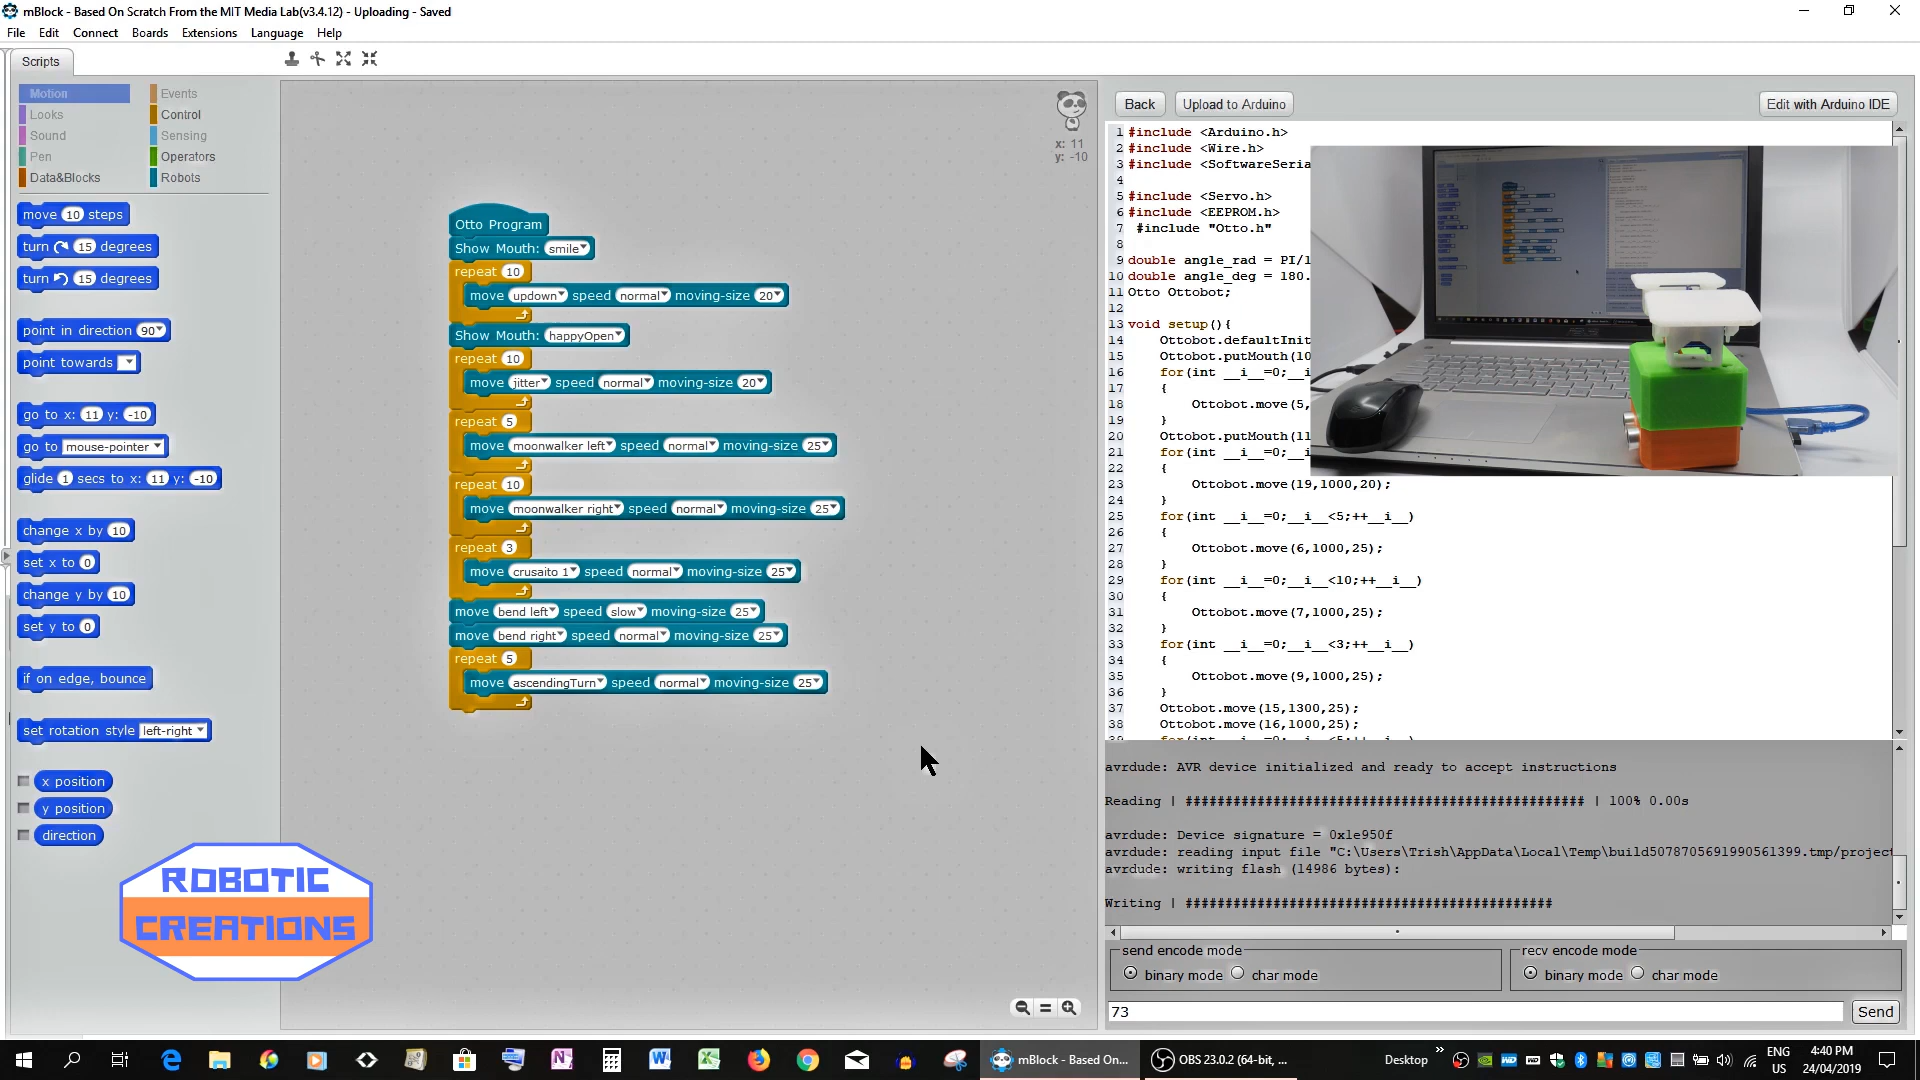 mBlock - Based On Scratch From the MIT Media Lab(v3.4.12) - Uploading - Saved
File Edit Connect Boards Extensions Language Help
Scripts
Motion Events
Looks Control
Sound Sensing
Pen Operators
Data&Blocks Robots
move 10 steps
turn 15 degrees
turn 15 degrees
point in direction 90
point towards
go to x: 11 y: -10
go to mouse-pointer
glide 1 secs to x: 11 y: -10
change x by 10
set x to 0
change y by 10
set y to 0
if on edge, bounce
set rotation style left-right
x position
y position
direction
ROBOTIC
CREATIONS
x: 11
y: -10
Otto Program
Show Mouth: smile
repeat 10
move updown speed normal moving-size 20
Show Mouth: happyOpen
repeat 10
move jitter speed normal moving-size 20
repeat 5
move moonwalker left speed normal moving-size 25
repeat 10
move moonwalker right speed normal moving-size 25
repeat 3
move crusaito 1 speed normal moving-size 25
move bend left speed slow moving-size 25
move bend right speed normal moving-size 25
repeat 5
move ascendingTurn speed normal moving-size 25
Back Upload to Arduino Edit with Arduino IDE
1 #include <Arduino.h>
2 #include <Wire.h>
3 #include <SoftwareSeria
4
5 #include <Servo.h>
6 #include <EEPROM.h>
7 #include "Otto.h"
8
9 double angle_rad = PI/1
10 double angle_deg = 180.
11 Otto Ottobot;
12
13 void setup(){
14 Ottobot.defaultInit
15 Ottobot.putMouth(10
16 for(int __i__=0;__i
17 {
18 Ottobot.move(5,
19 }
20 Ottobot.putMouth(11
21 for(int __i__=0;__i
22 {
23 Ottobot.move(19,1000,20);
24 }
25 for(int __i__=0;__i__<5;++__i__)
26 {
27 Ottobot.move(6,1000,25);
28 }
29 for(int __i__=0;__i__<10;++__i__)
30 {
31 Ottobot.move(7,1000,25);
32 }
33 for(int __i__=0;__i__<3;++__i__)
34 {
35 Ottobot.move(9,1000,25);
36 }
37 Ottobot.move(15,1300,25);
38 Ottobot.move(16,1000,25);
39 for(int __i__=0;__i__<5;++__i__)
avrdude: AVR device initialized and ready to accept instructions
Reading | ################################################## | 100% 0.00s
avrdude: Device signature = 0x1e950f
avrdude: reading input file "C:\Users\Trish\AppData\Local\Temp\build5078705691990561399.tmp/project
avrdude: writing flash (14986 bytes):
Writing | ##############################################
send encode mode recv encode mode
binary mode char mode binary mode char mode
73 Send
mBlock - Based On... OBS 23.0.2 (64-bit, ... Desktop ENG US 4:40 PM 24/04/2019